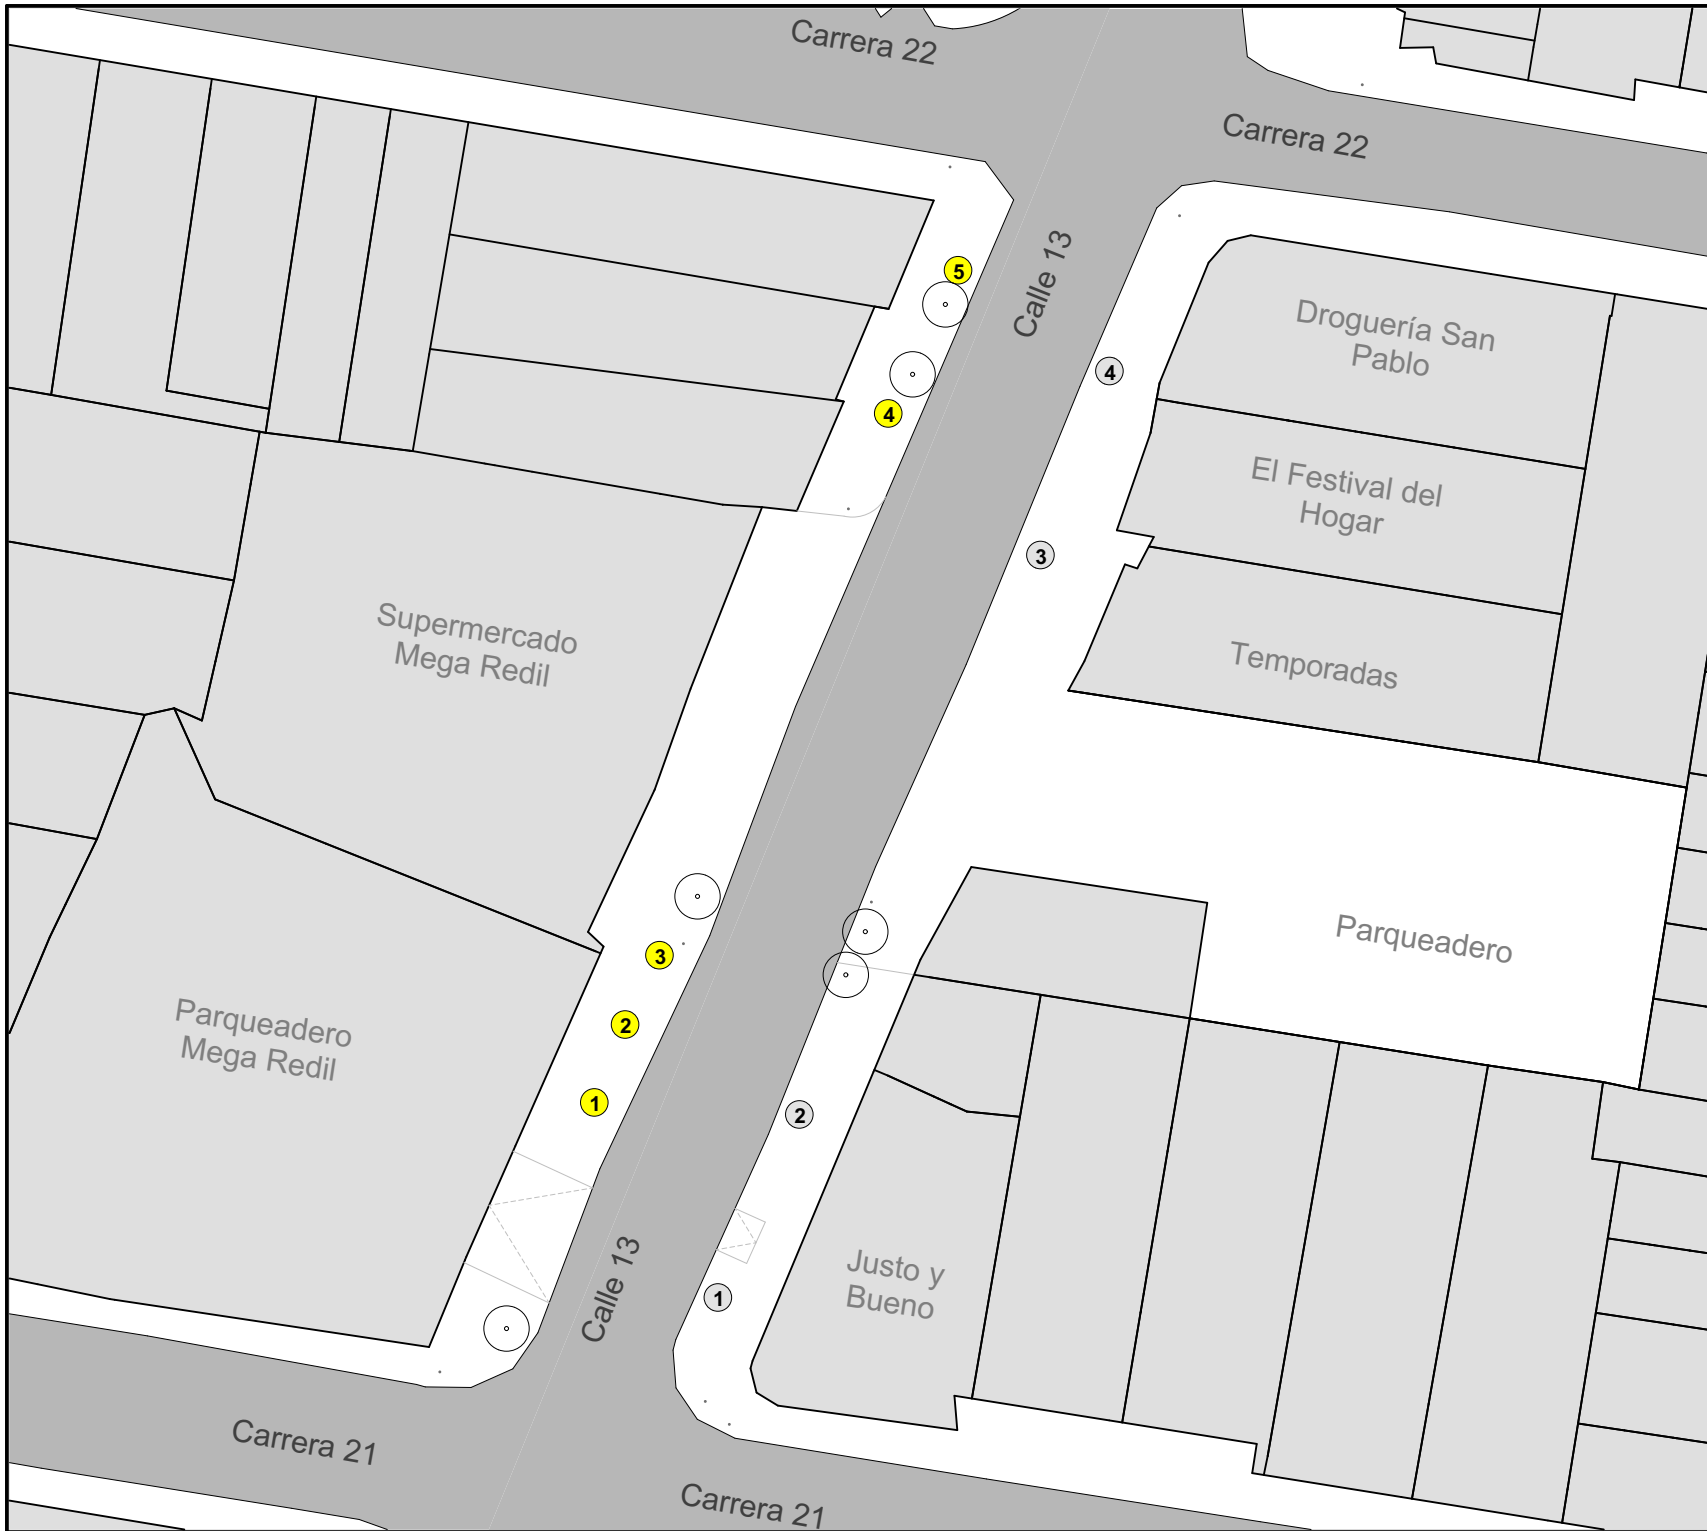 Carrera 22
Carrera 22
Calle 13
5
Droguería San
Pablo
4
4
El Festival del
Hogar
3
Supermercado
Mega Redil
Temporadas
Parqueadero
3
Parqueadero
Mega Redil
2
1
2
Calle 13
Justo y
Bueno
1
Carrera 21
Carrera 21